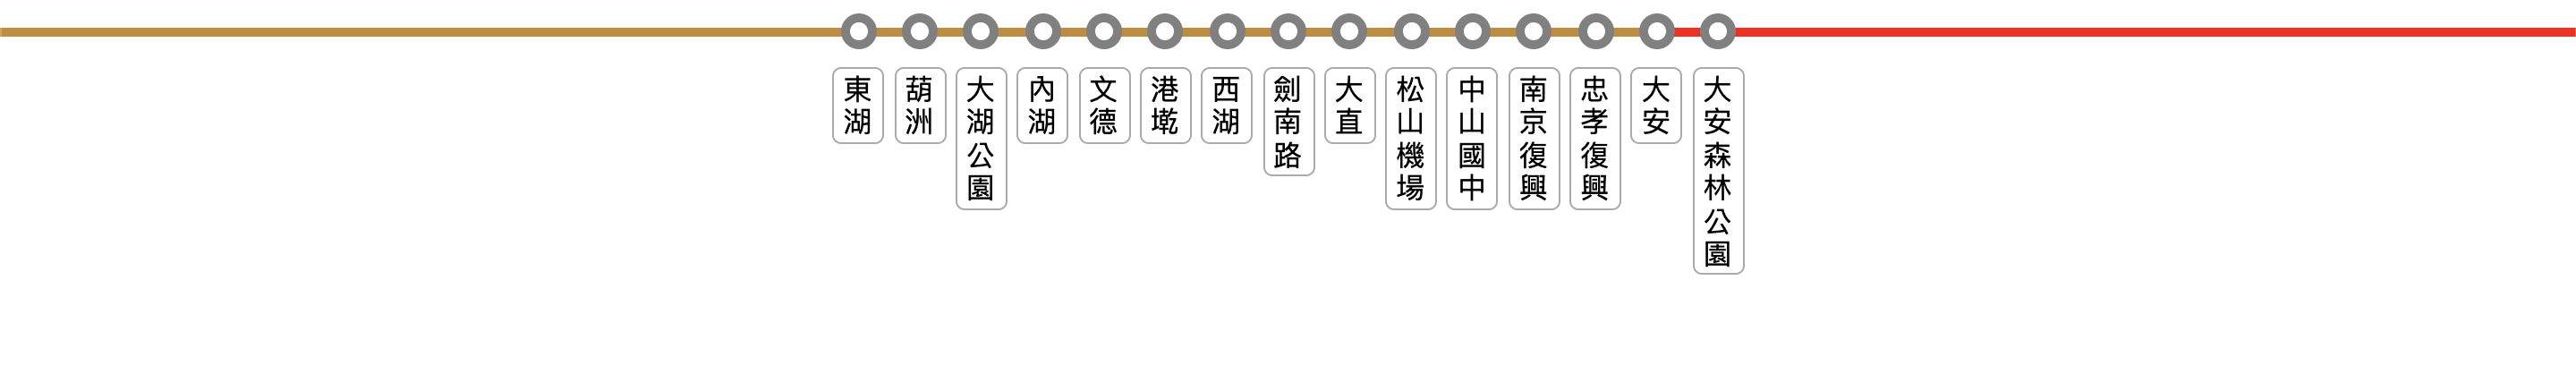 東湖
葫洲
大湖公園
內湖
文德
港墘
西湖
劍南路
大直
松山機場
中山國中
南京復興
忠孝復興
大安
大安森林公園